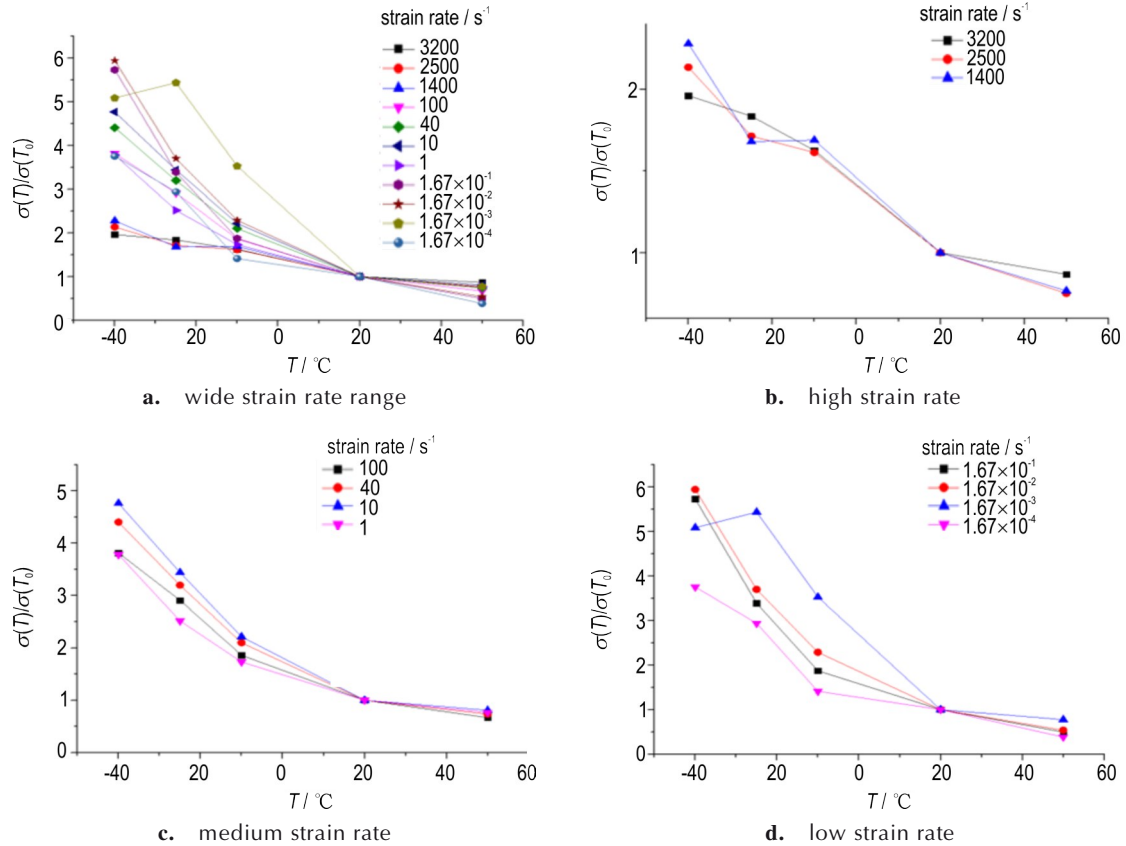 strain rate / s⁻¹
3200
2500
1400
100
40
10
1
1.67×10⁻¹
1.67×10⁻²
1.67×10⁻³
1.67×10⁻⁴
6
5
4
3
2
1
0
σ(T)/σ(T₀)
-40 -20 0 20 40 60
T / °C
a. wide strain rate range
strain rate / s⁻¹
3200
2500
1400
2
1
σ(T)/σ(T₀)
-40 -20 0 20 40 60
T / °C
b. high strain rate
strain rate / s⁻¹
100
40
10
1
5
4
3
2
1
0
σ(T)/σ(T₀)
-40 20 0 20 40 60
T / °C
c. medium strain rate
strain rate / s⁻¹
1.67×10⁻¹
1.67×10⁻²
1.67×10⁻³
1.67×10⁻⁴
6
5
4
3
2
1
0
σ(T)/σ(T₀)
-40 20 0 20 40 60
T / °C
d. low strain rate